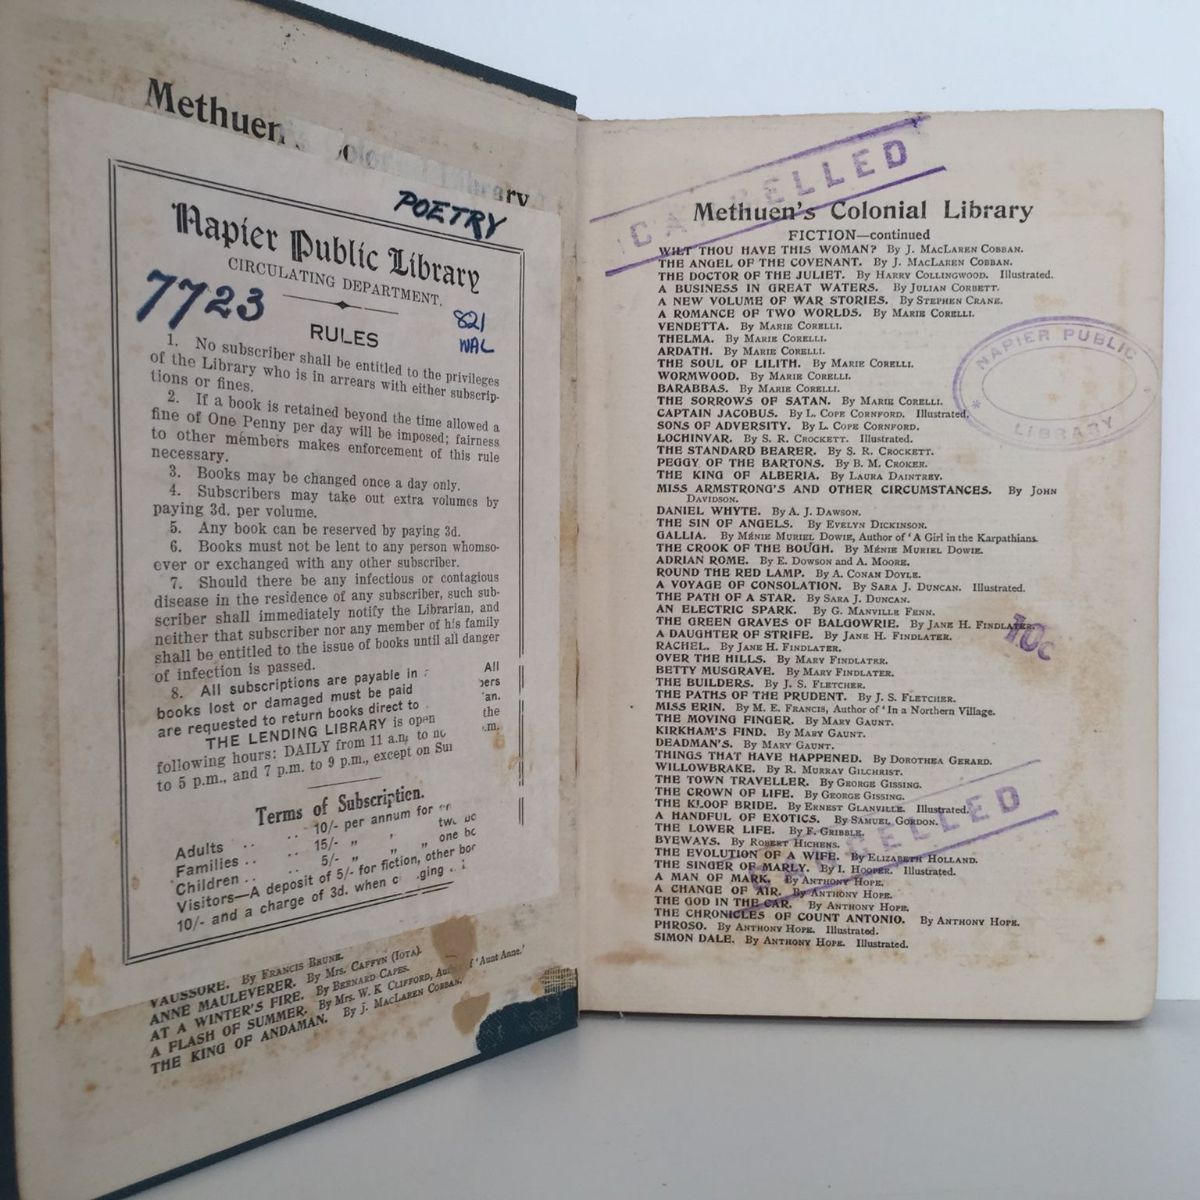 Methuen's Colonial Library
POETRY
Napier Public Library
CIRCULATING DEPARTMENT.
7723
821
WAL
RULES
1. No subscriber shall be entitled to the privileges
of the Library who is in arrears with either subscrip-
tions or fines.
2. If a book is retained beyond the time allowed a
fine of One Penny per day will be imposed; fairness
to other members makes enforcement of this rule
necessary.
3. Books may be changed once a day only.
4. Subscribers may take out extra volumes by
paying 3d. per volume.
5. Any book can be reserved by paying 3d.
6. Books must not be lent to any person whomso-
ever or exchanged with any other subscriber.
7. Should there be any infectious or contagious
disease in the residence of any subscriber, such sub-
scriber shall immediately notify the Librarian, and
neither that subscriber nor any member of his family
shall be entitled to the issue of books until all danger
of infection is passed.
8. All subscriptions are payable in All
books lost or damaged must be paid
are requested to return books direct to
THE LENDING LIBRARY is open the
following hours: DAILY from 11 a.m. to
to 5 p.m., and 7 p.m. to 9 p.m., except on
Terms of Subscription.
Adults .. .. 10/- per annum for
Families .. .. 15/- " " two
Children .. .. 5/- " " " one
Visitors—A deposit of 5/- for fiction, other
10/- and a charge of 3d. when
VAUSSORE. By FRANCIS BRUNE.
ANNE MAULEVERER. By MRS. CAFFYN (IOTA).
AT A WINTER'S FIRE. By BERNARD CAPES.
A FLASH OF SUMMER. By MRS. W. K. CLIFFORD, of 'Aunt Anne.'
THE KING OF ANDAMAN. By J. MACLAREN COBBAN.
CANCELLED
Methuen's Colonial Library
FICTION—continued
WILT THOU HAVE THIS WOMAN? By J. MACLAREN COBBAN.
THE ANGEL OF THE COVENANT. By J. MACLAREN COBBAN.
THE DOCTOR OF THE JULIET. By HARRY COLLINGWOOD. Illustrated.
A BUSINESS IN GREAT WATERS. By JULIAN CORBETT.
A NEW VOLUME OF WAR STORIES. By STEPHEN CRANE.
A ROMANCE OF TWO WORLDS. By MARIE CORELLI.
VENDETTA. By MARIE CORELLI.
THELMA. By MARIE CORELLI.
ARDATH. By MARIE CORELLI.
THE SOUL OF LILITH. By MARIE CORELLI.
WORMWOOD. By MARIE CORELLI.
BARABBAS. By MARIE CORELLI.
THE SORROWS OF SATAN. By MARIE CORELLI.
CAPTAIN JACOBUS. By L. COPE CORNFORD. Illustrated.
SONS OF ADVERSITY. By L. COPE CORNFORD.
LOCHINVAR. By S. R. CROCKETT. Illustrated.
THE STANDARD BEARER. By S. R. CROCKETT.
PEGGY OF THE BARTONS. By B. M. CROKER.
THE KING OF ALBERIA. By LAURA DAINTREY.
MISS ARMSTRONG'S AND OTHER CIRCUMSTANCES. By JOHN
DAVIDSON.
DANIEL WHYTE. By A. J. DAWSON.
THE SIN OF ANGELS. By EVELYN DICKINSON.
GALLIA. By MÉNIE MURIEL DOWIE, Author of 'A Girl in the Karpathians.
THE CROOK OF THE BOUGH. By MÉNIE MURIEL DOWIE.
ADRIAN ROME. By E. DOWSON and A. MOORE.
ROUND THE RED LAMP. By A. CONAN DOYLE.
A VOYAGE OF CONSOLATION. By SARA J. DUNCAN. Illustrated.
THE PATH OF A STAR. By SARA J. DUNCAN.
AN ELECTRIC SPARK. By G. MANVILLE FENN.
THE GREEN GRAVES OF BALGOWRIE. By JANE H. FINDLATER.
A DAUGHTER OF STRIFE. By JANE H. FINDLATER.
RACHEL. By JANE H. FINDLATER.
OVER THE HILLS. By MARY FINDLATER.
BETTY MUSGRAVE. By MARY FINDLATER.
THE BUILDERS. By J. S. FLETCHER.
THE PATHS OF THE PRUDENT. By J. S. FLETCHER.
MISS ERIN. By M. E. FRANCIS, Author of 'In a Northern Village.
THE MOVING FINGER. By MARY GAUNT.
KIRKHAM'S FIND. By MARY GAUNT.
DEADMAN'S. By MARY GAUNT.
THINGS THAT HAVE HAPPENED. By DOROTHEA GERARD.
WILLOWBRAKE. By R. MURRAY GILCHRIST.
THE TOWN TRAVELLER. By GEORGE GISSING.
THE CROWN OF LIFE. By GEORGE GISSING.
THE KLOOF BRIDE. By ERNEST GLANVILLE. Illustrated.
A HANDFUL OF EXOTICS. By SAMUEL GORDON.
THE LOWER LIFE. By F. GRIBBLE.
BYEWAYS. By ROBERT HICHENS.
THE EVOLUTION OF A WIFE. By ELIZABETH HOLLAND.
THE SINGER OF MARLY. By I. HOOPER. Illustrated.
A MAN OF MARK. By ANTHONY HOPE.
A CHANGE OF AIR. By ANTHONY HOPE.
THE GOD IN THE CAR. By ANTHONY HOPE.
THE CHRONICLES OF COUNT ANTONIO. By ANTHONY HOPE.
PHROSO. By ANTHONY HOPE. Illustrated.
SIMON DALE. By ANTHONY HOPE. Illustrated.
NAPIER PUBLIC
LIBRARY
10c
CANCELLED